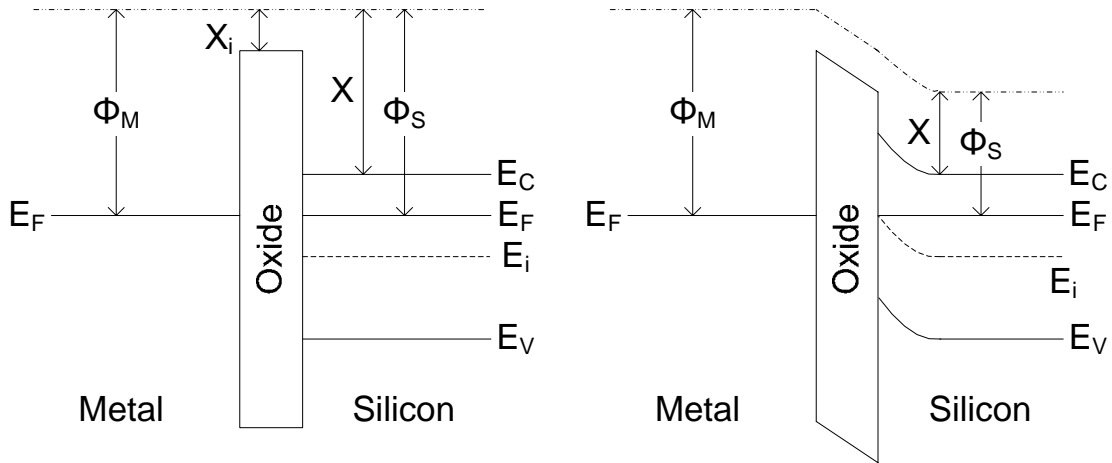 Xᵢ
X
Φ_M
Φ_S
E_C
E_F
E_F
E_i
E_V
Oxide
Metal
Silicon
Φ_M
X
Φ_S
E_C
E_F
E_F
E_i
E_V
Oxide
Metal
Silicon